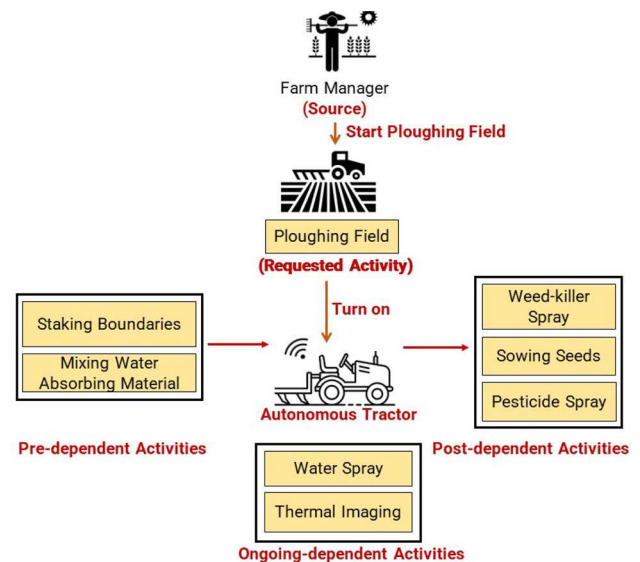 Farm Manager
(Source)
Start Ploughing Field
Ploughing Field
(Requested Activity)
Turn on
Staking Boundaries
Mixing Water
Absorbing Material
Pre-dependent Activities
Autonomous Tractor
Weed-killer
Spray
Sowing Seeds
Pesticide Spray
Post-dependent Activities
Water Spray
Thermal Imaging
Ongoing-dependent Activities